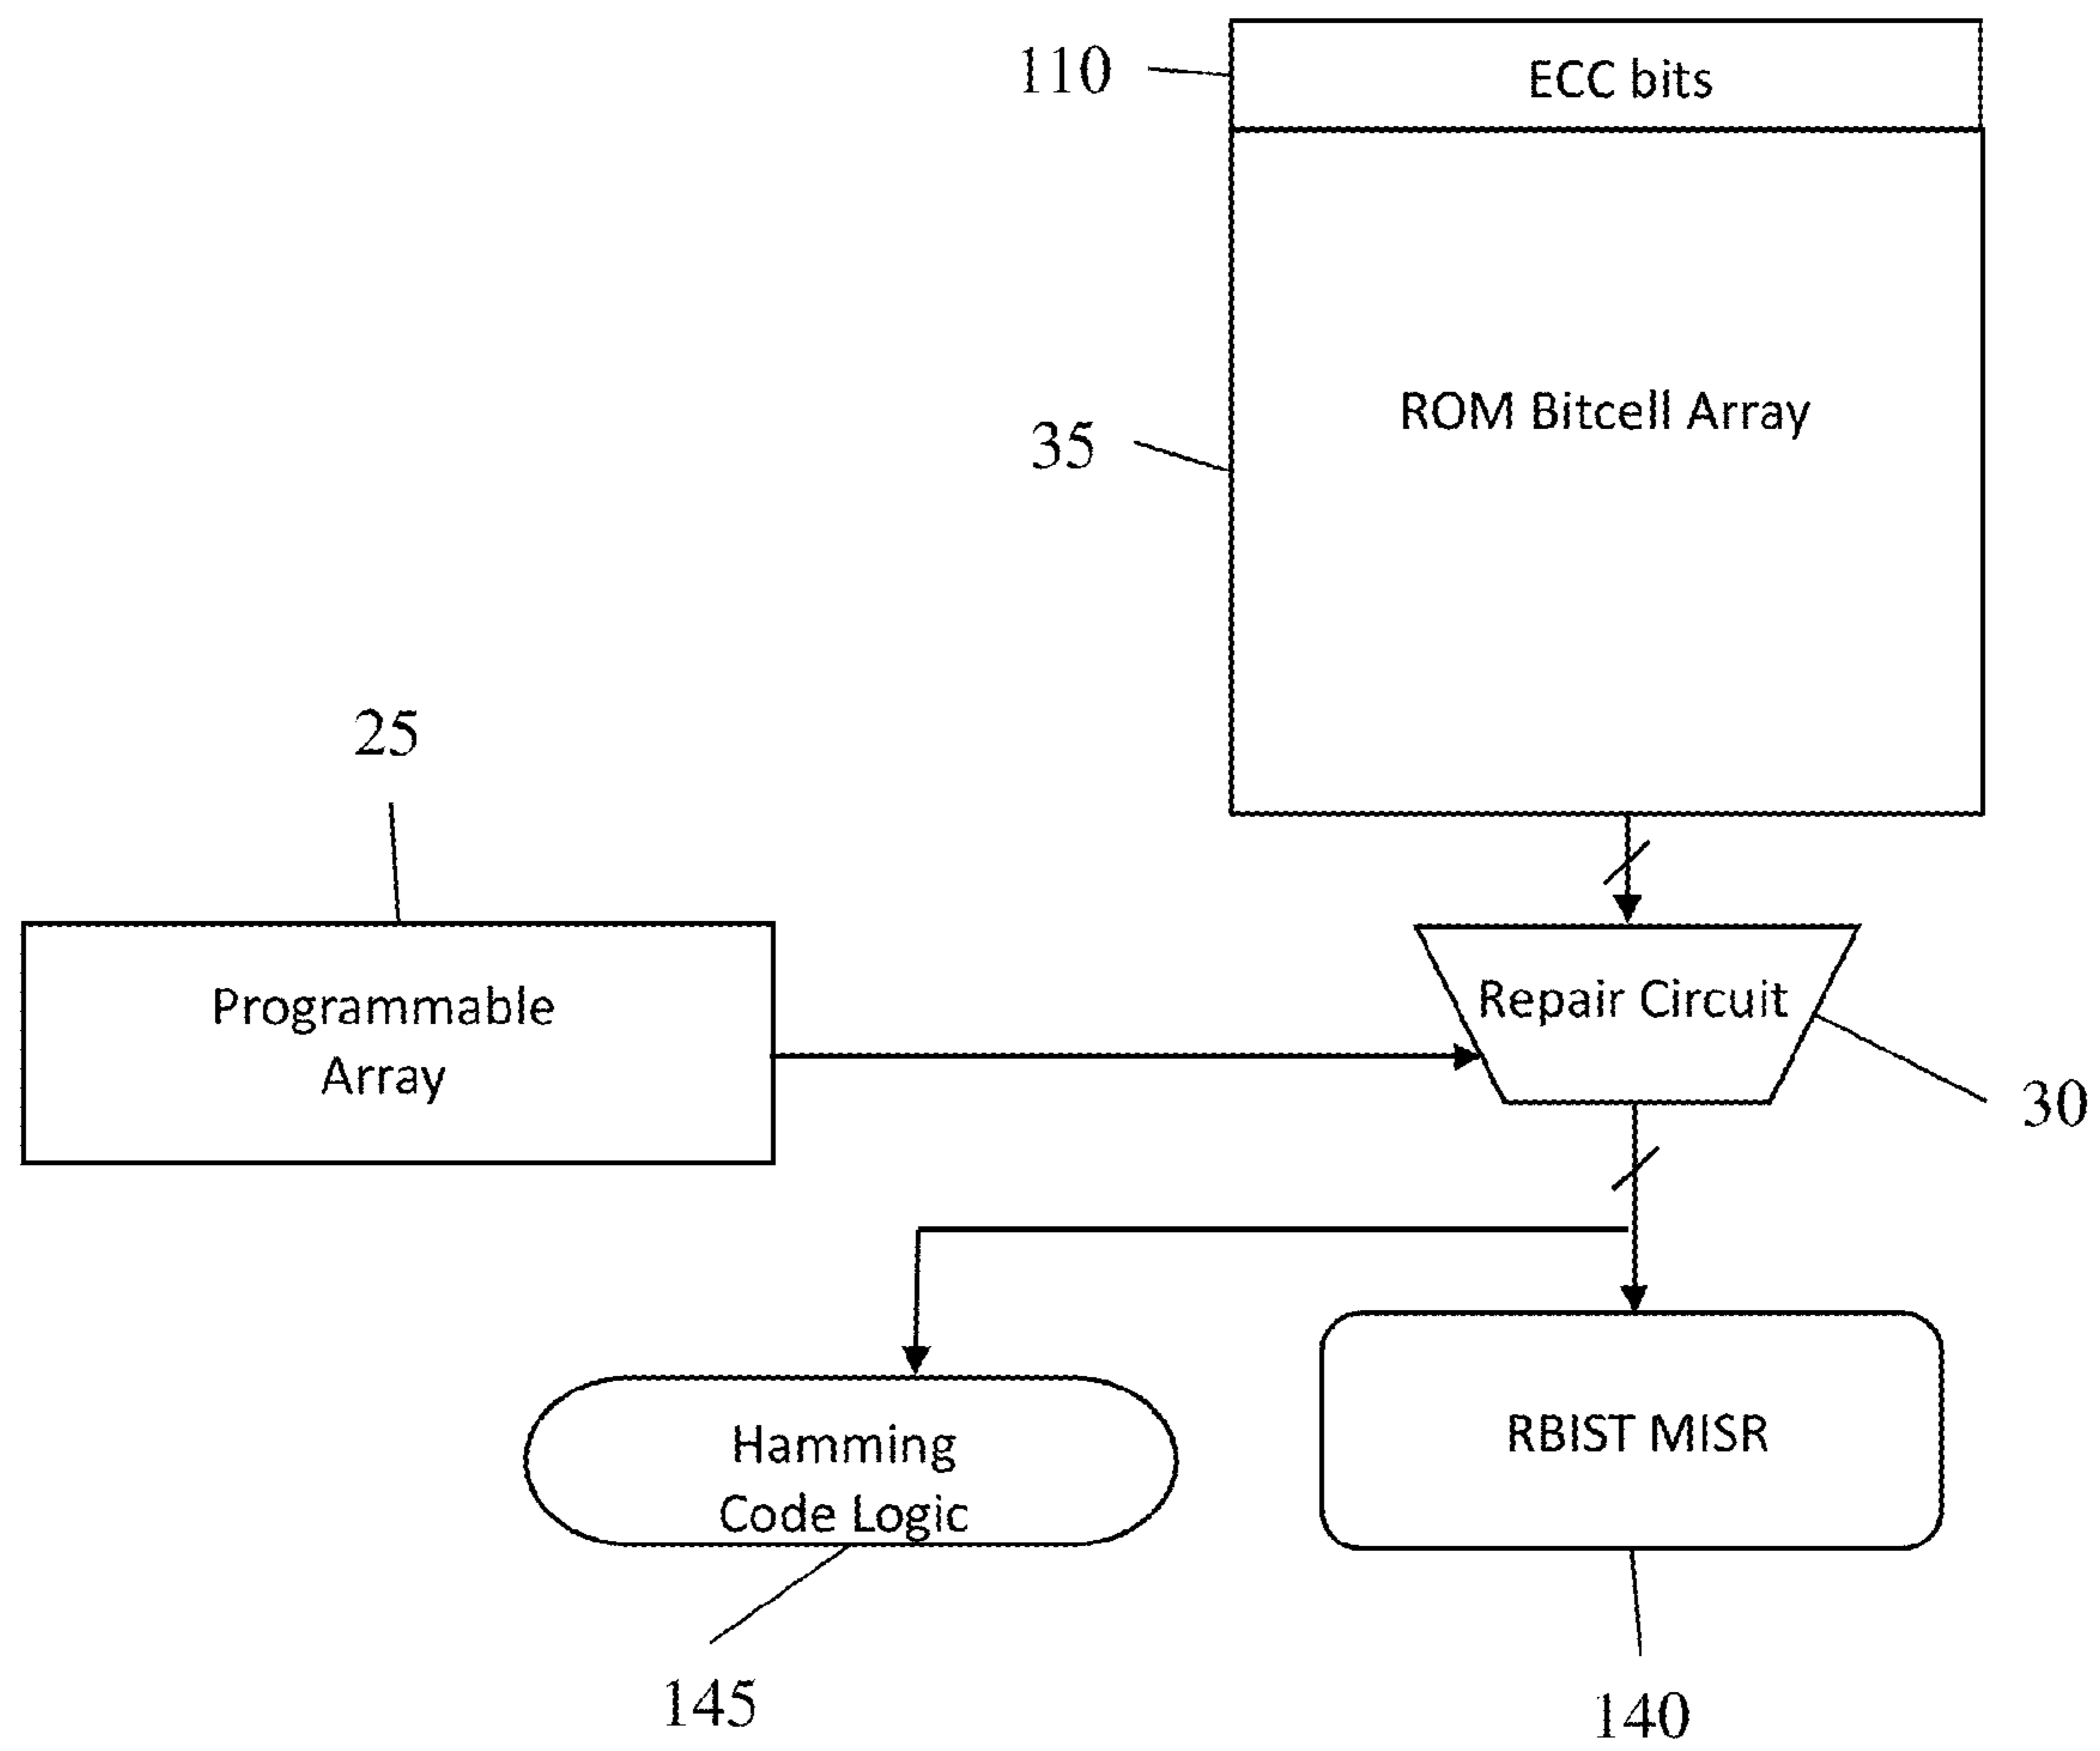 110
ECC bits
ROM Bitcell Array
35
25
Programmable
Array
Repair Circuit
30
Hamming
Code Logic
RBIST MISR
145
140